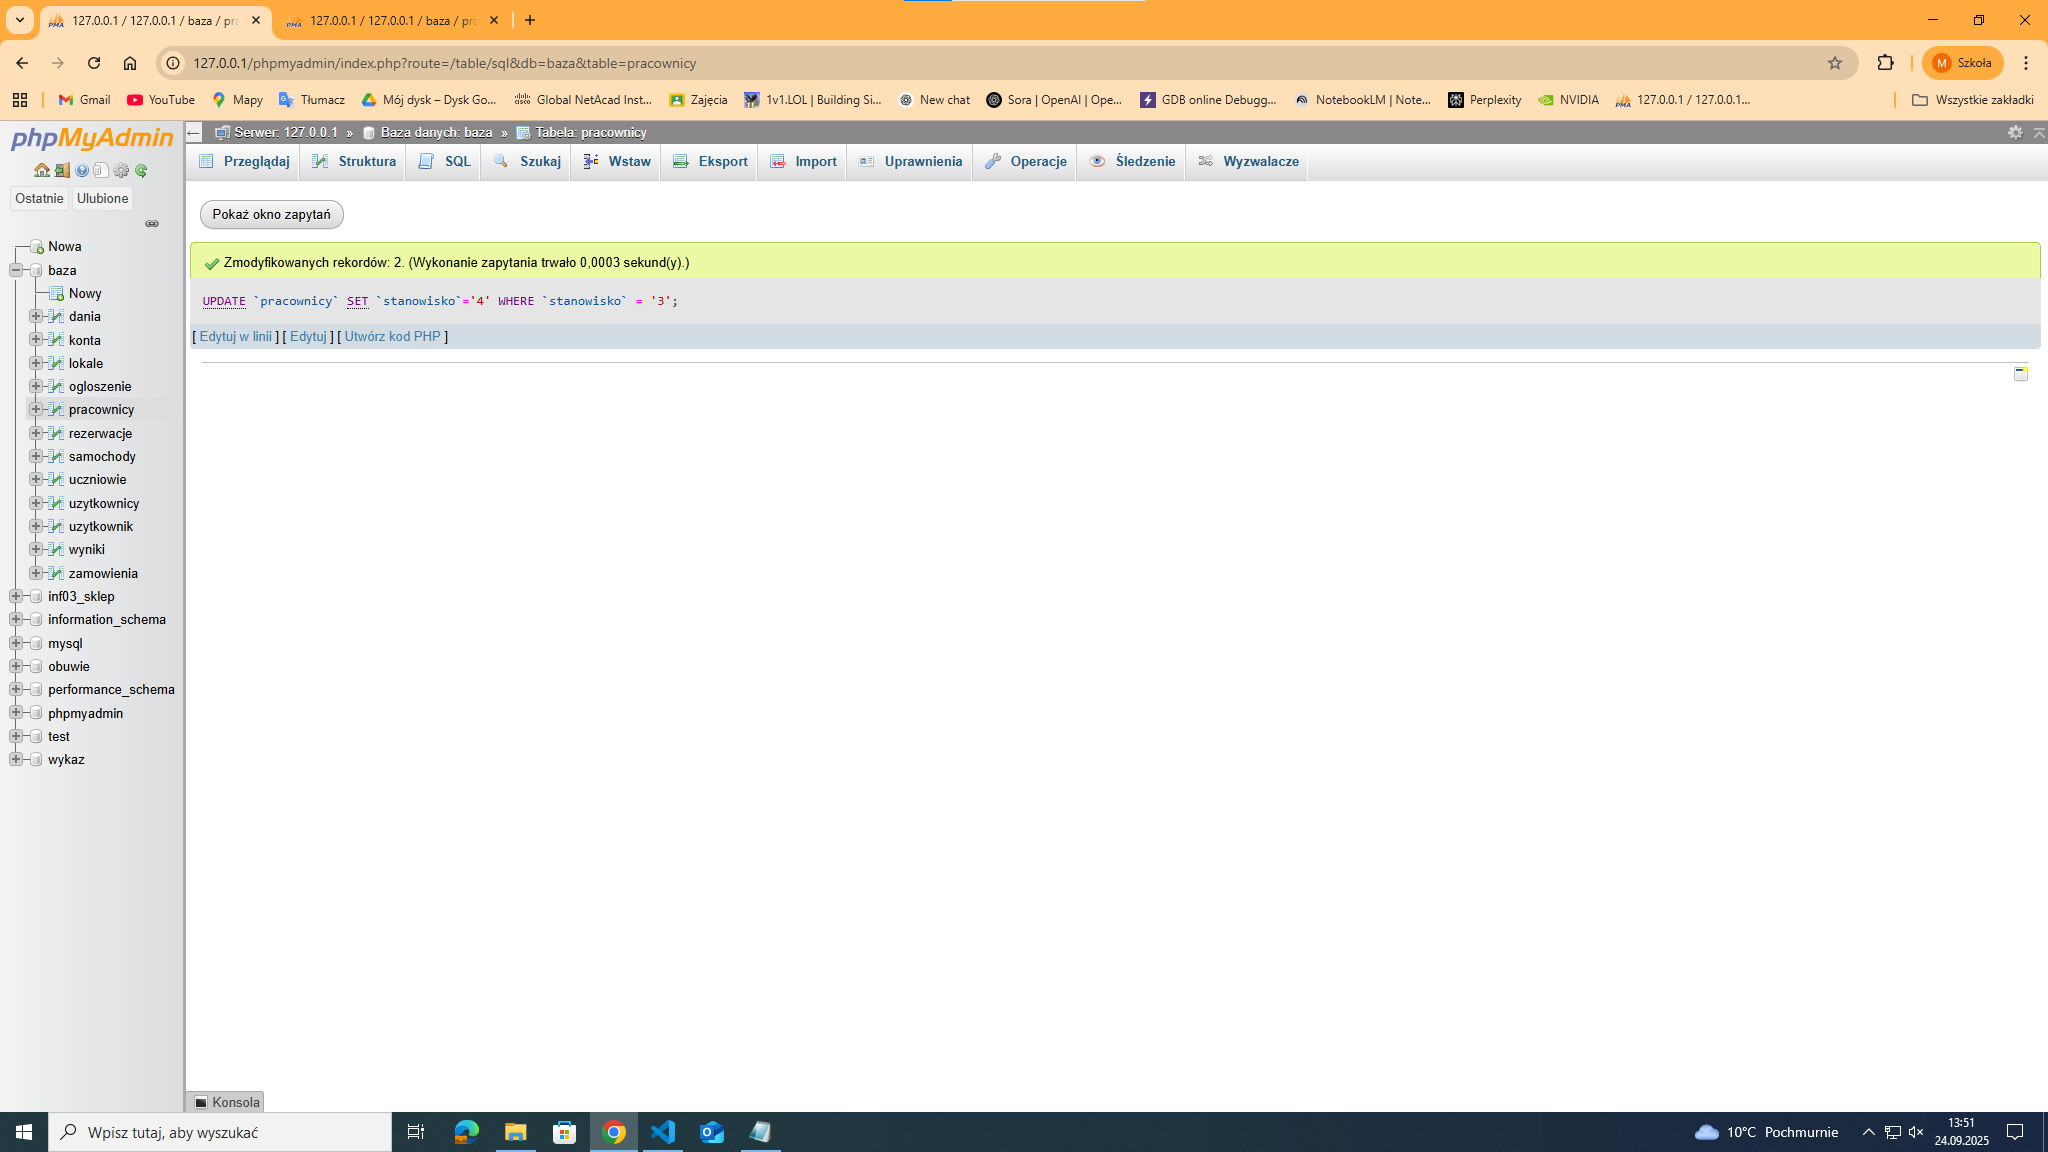 127.0.0.1 / 127.0.0.1 / baza / pra
127.0.0.1 / 127.0.0.1 / baza / pra
127.0.0.1/phpmyadmin/index.php?route=/table/sql&db=baza&table=pracownicy
M Szkoła
Gmail YouTube Mapy Tłumacz Mój dysk – Dysk Go... Global NetAcad Inst... Zajęcia 1v1.LOL | Building Si... New chat Sora | OpenAI | Ope... GDB online Debugg... NotebookLM | Note... Perplexity NVIDIA 127.0.0.1 / 127.0.0.1... Wszystkie zakładki
phpMyAdmin
Ostatnie Ulubione
Nowa
baza
Nowy
dania
konta
lokale
ogloszenie
pracownicy
rezerwacje
samochody
uczniowie
uzytkownicy
uzytkownik
wyniki
zamowienia
inf03_sklep
information_schema
mysql
obuwie
performance_schema
phpmyadmin
test
wykaz
Serwer: 127.0.0.1 » Baza danych: baza » Tabela: pracownicy
Przeglądaj Struktura SQL Szukaj Wstaw Eksport Import Uprawnienia Operacje Śledzenie Wyzwalacze
Pokaż okno zapytań
Zmodyfikowanych rekordów: 2. (Wykonanie zapytania trwało 0,0003 sekund(y).)
UPDATE `pracownicy` SET `stanowisko`='4' WHERE `stanowisko` = '3';
[ Edytuj w linii ] [ Edytuj ] [ Utwórz kod PHP ]
Konsola
Wpisz tutaj, aby wyszukać
10°C Pochmurnie
13:51
24.09.2025